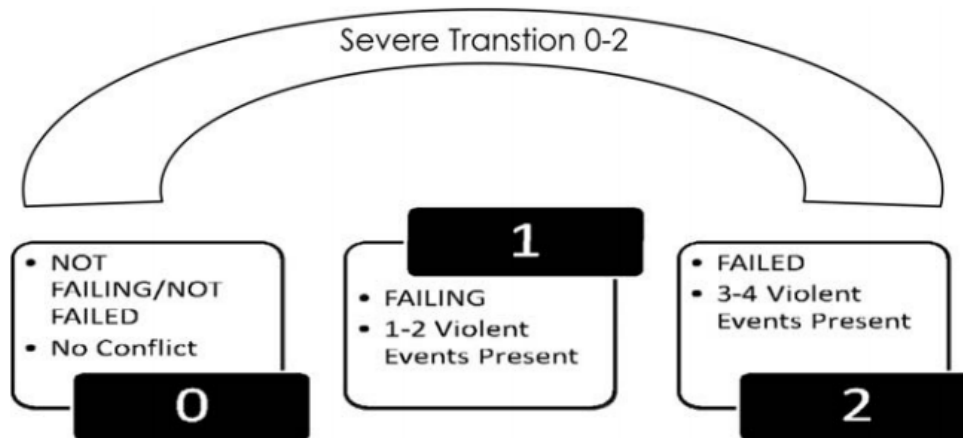 Severe Transtion 0-2
• NOT
FAILING/NOT
FAILED
• No Conflict
0
1
• FAILING
• 1-2 Violent
Events Present
• FAILED
• 3-4 Violent
Events Present
2